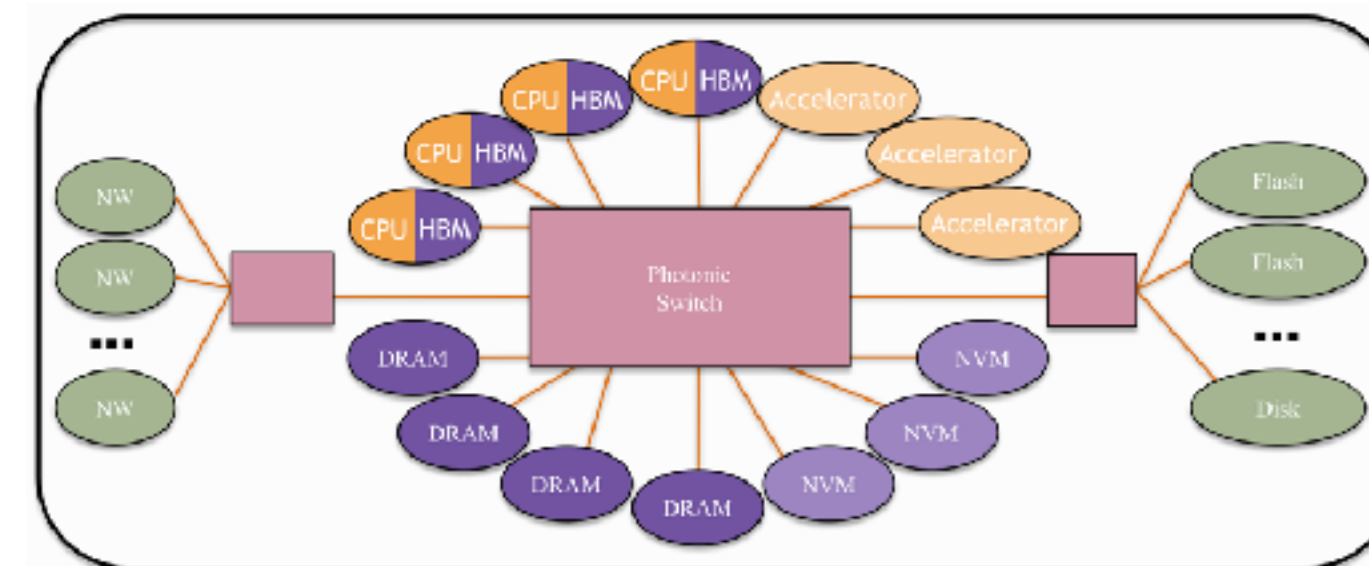 CPU HBM
CPU HBM
Accelerator
CPU HBM
Accelerator
NW
Flash
CPU HBM
Accelerator
NW
Flash
Photonic
Switch
...
...
DRAM
NVM
NW
Disk
DRAM
NVM
DRAM
NVM
DRAM